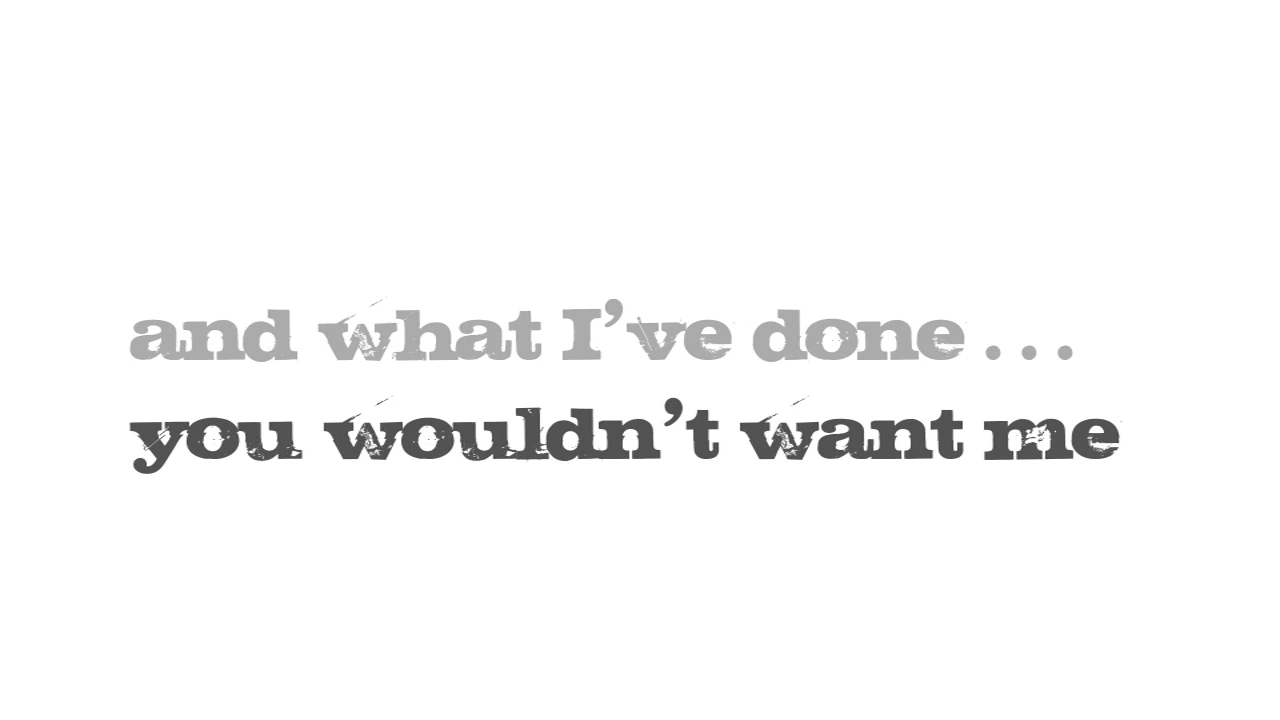 and what I’ve done . . .
you wouldn’t want me